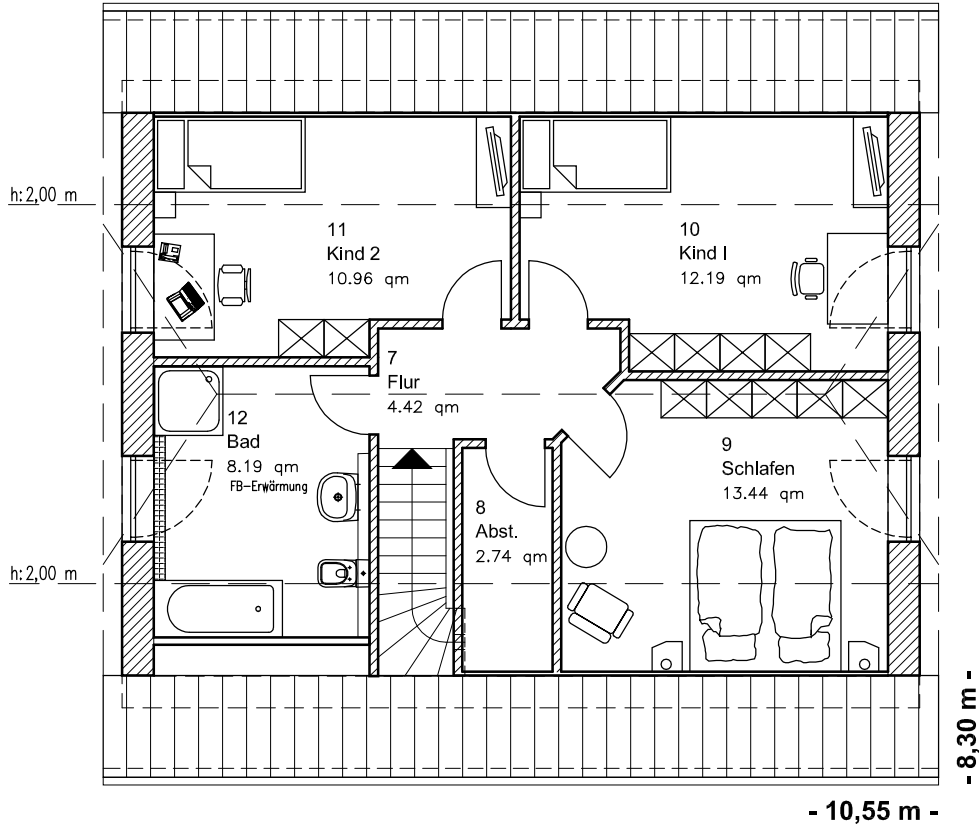 h: 2,00 m
11
Kind 2
10.96 qm
10
Kind I
12.19 qm
7
Flur
4.42 qm
12
Bad
8.19 qm
FB-Erwörmung
9
Schlafen
13.44 qm
8
Abst.
2.74 qm
h: 2,00 m
- 8,30 m -
- 10,55 m -